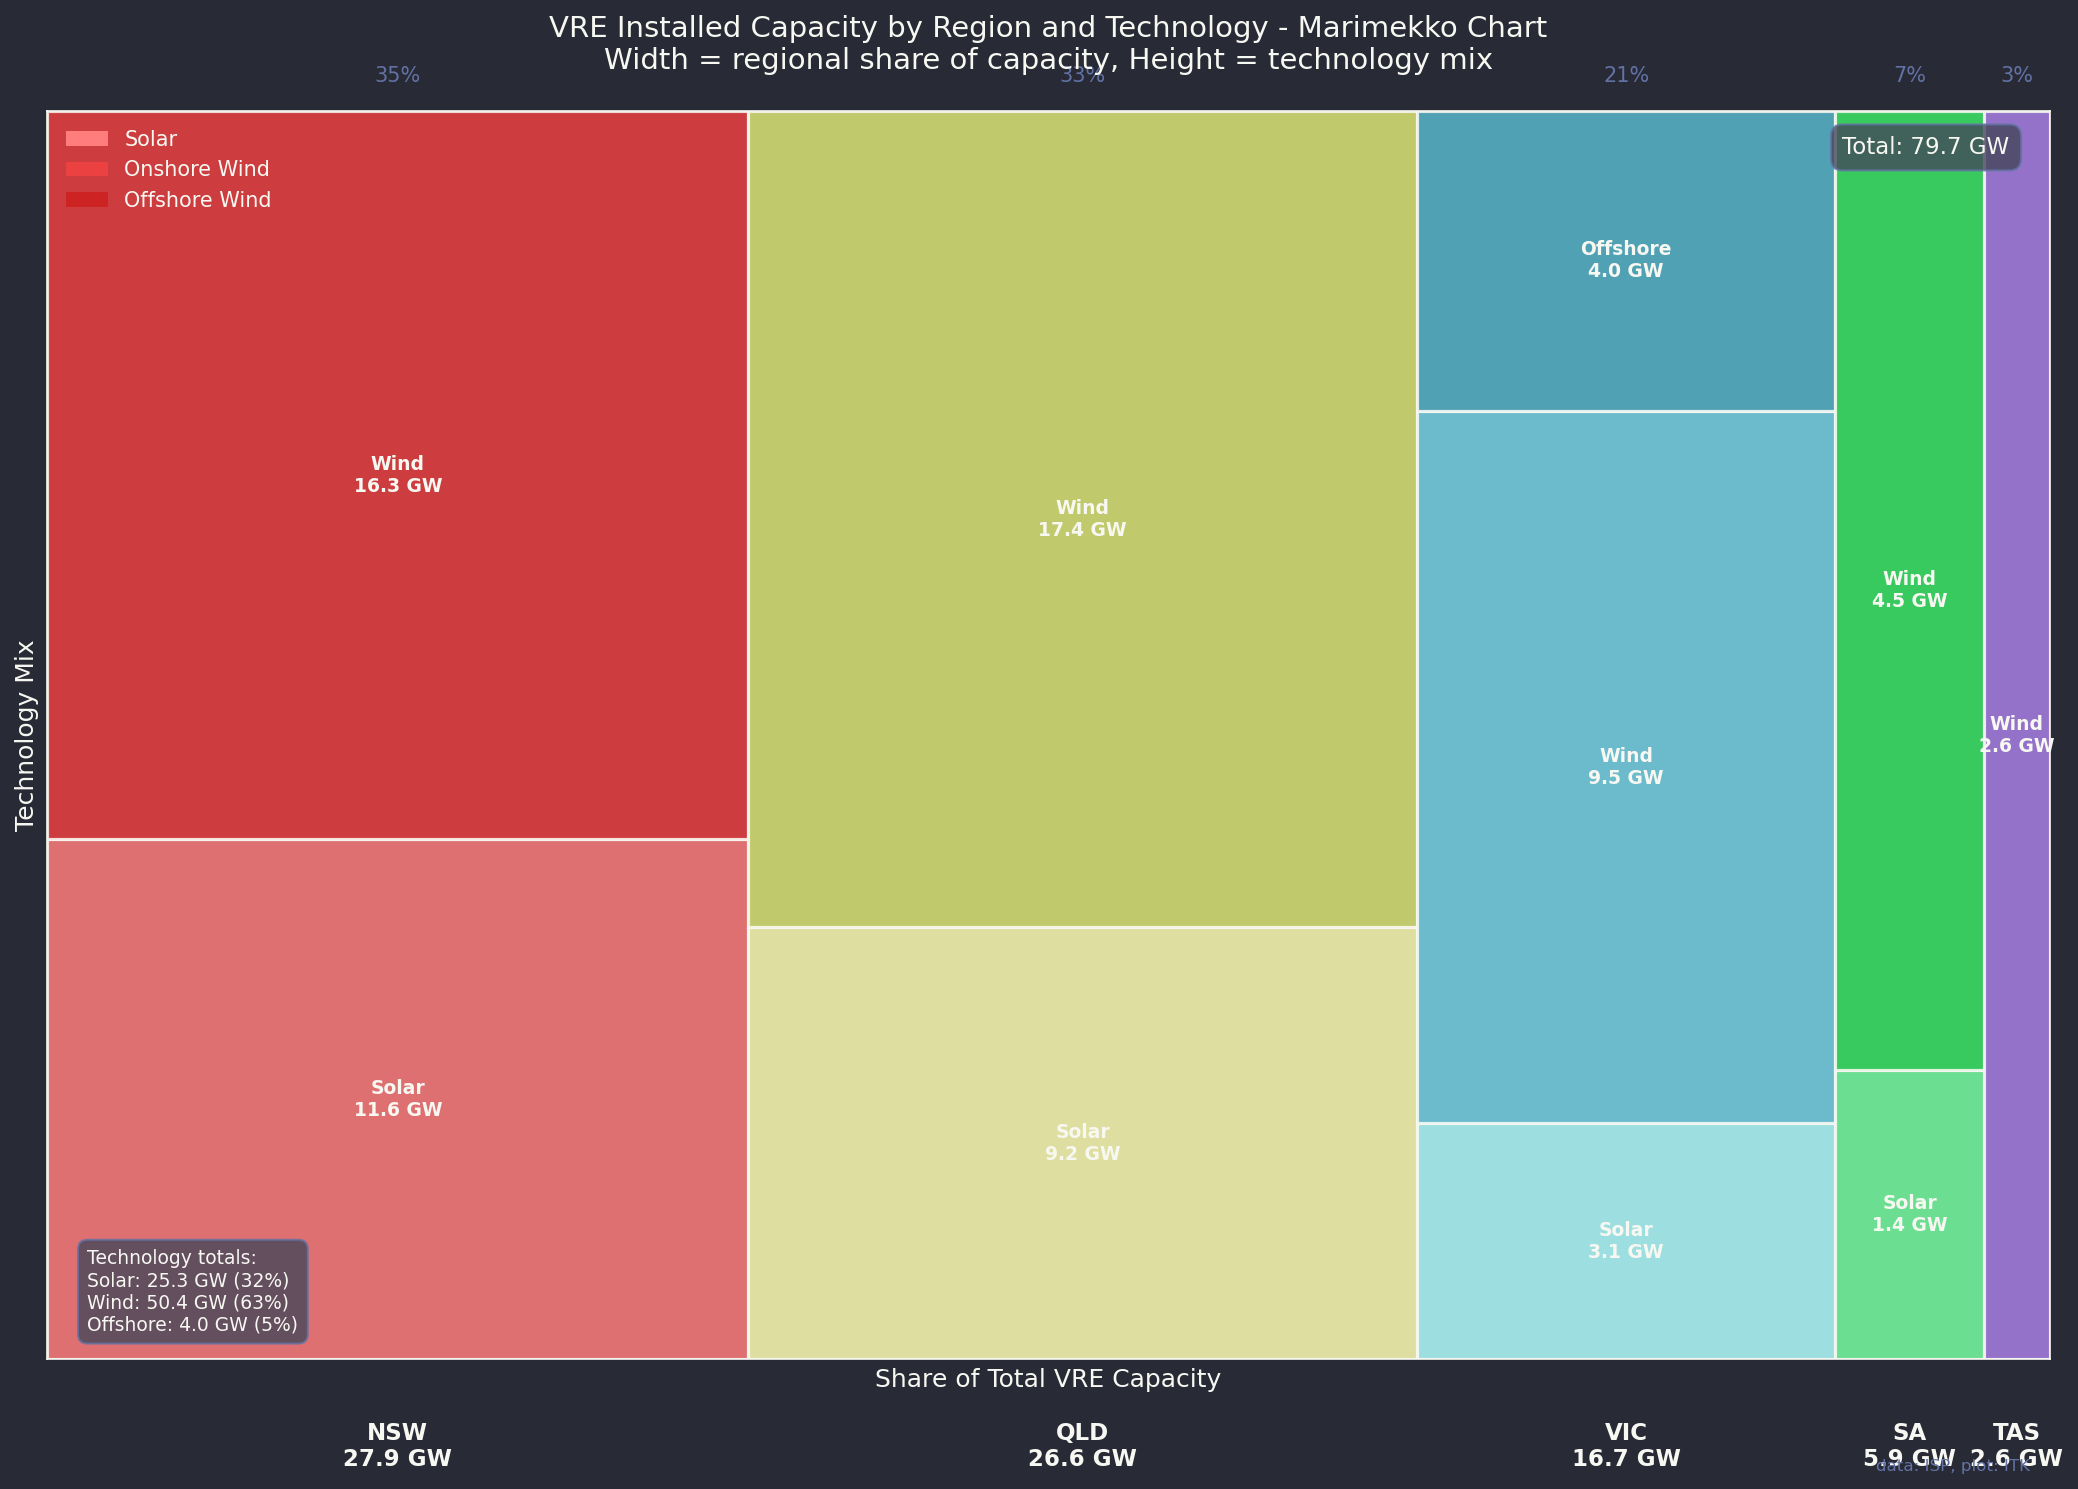 VRE Installed Capacity by Region and Technology - Marimekko Chart
Width = regional share of capacity, Height = technology mix
35%
33%
21%
7%
3%
Solar
Onshore Wind
Offshore Wind
Total: 79.7 GW
Offshore
4.0 GW
Wind
16.3 GW
Wind
17.4 GW
Wind
4.5 GW
Wind
2.6 GW
Wind
9.5 GW
Technology Mix
Solar
11.6 GW
Solar
9.2 GW
Solar
3.1 GW
Solar
1.4 GW
Technology totals:
Solar: 25.3 GW (32%)
Wind: 50.4 GW (63%)
Offshore: 4.0 GW (5%)
Share of Total VRE Capacity
NSW
27.9 GW
QLD
26.6 GW
VIC
16.7 GW
SA
5.9 GW
TAS
2.6 GW
data: ISP, plot: ITK